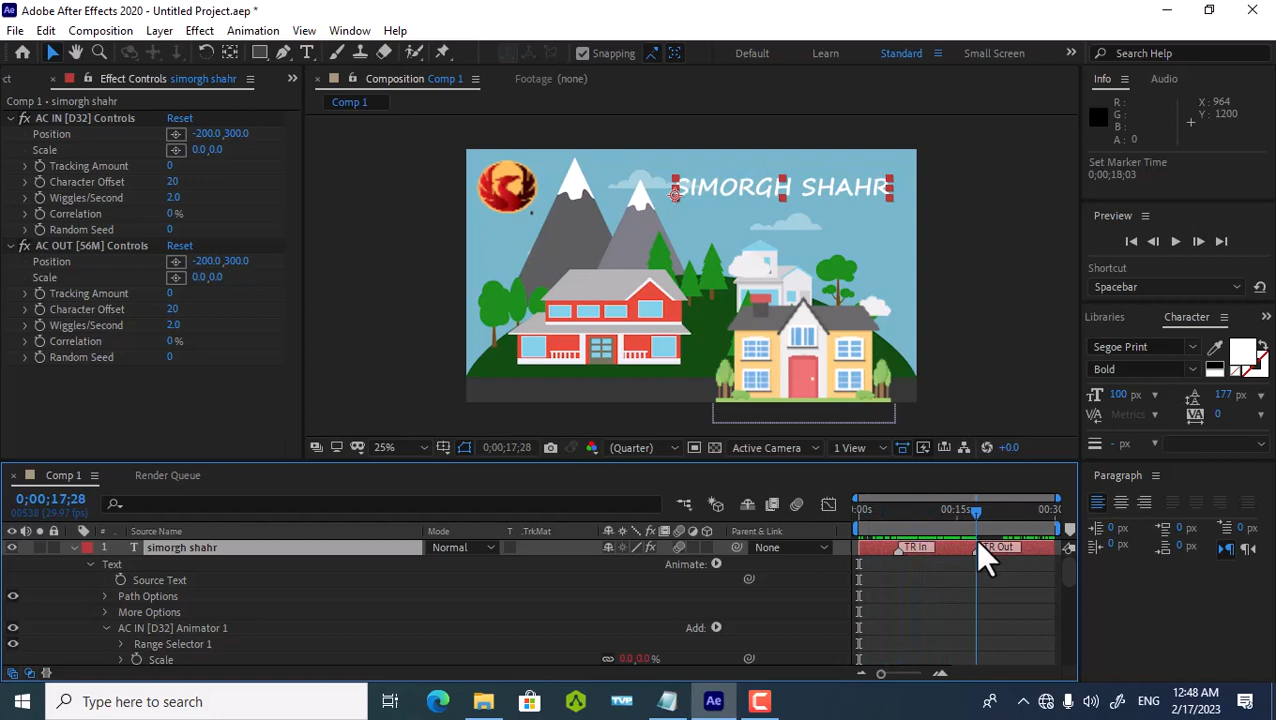 Ae Adobe After Effects 2020 - Untitled Project.aep *
File Edit Composition Layer Effect Animation View Window Help
Snapping Default Learn Standard Small Screen Search Help
Effect Controls simorgh shahr Composition Comp 1 Footage (none) Info Audio
Comp 1 • simorgh shahr
Comp 1
fx AC IN [D32] Controls Reset
Position -200.0,300.0
Scale 0.0,0.0
Tracking Amount 0
Character Offset 20
Wiggles/Second 2.0
Correlation 0 %
Random Seed 0
fx AC OUT [56M] Controls Reset
Position -200.0,300.0
Scale 0.0,0.0
Tracking Amount 0
Character Offset 20
Wiggles/Second 2.0
Correlation 0 %
Random Seed 0
SIMORGH SHAHR
25% 0;00;17;28 (Quarter) Active Camera 1 View +0.0
R : X : 964
G : Y : 1200
B :
A : 0
Set Marker Time
0;00;18;03
Preview
Shortcut
Spacebar
Libraries Character
Segoe Print
Bold
100 177
Metrics 0
- px
Paragraph
0 px 0 px 0 px
0 px 0 px
Comp 1 Render Queue
0;00;17;28
00538 (29.97 fps)
:00s 00:15s 00:30
Source Name Mode T .TrkMat Parent & Link
1 T simorgh shahr Normal None TR In TR Out
Text Animate:
Source Text
Path Options
More Options
AC IN [D32] Animator 1 Add:
Range Selector 1
Scale 0.0,0.0 %
Type here to search TVP Ae ENG 12:48 AM
2/17/2023